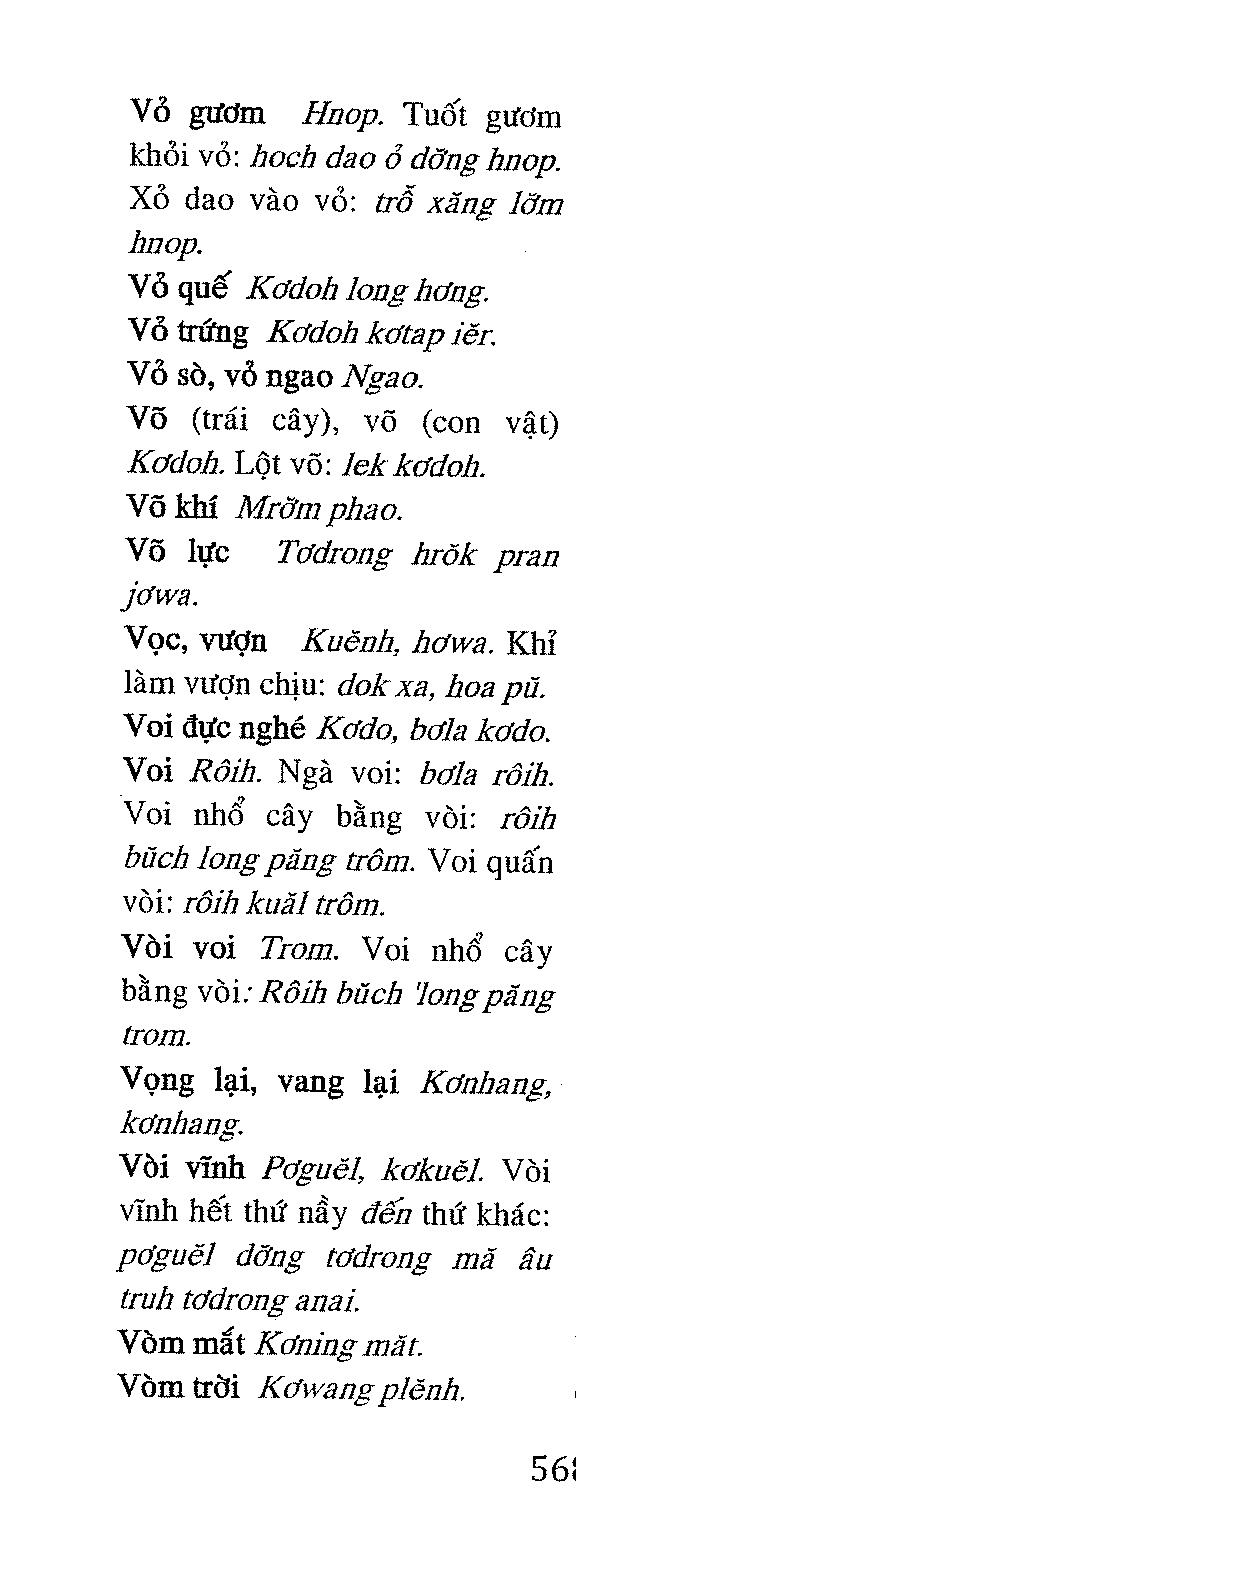 Vỏ gươm Hnop. Tuốt gươm
khỏi vỏ: hoch dao ỏ dơ̆ng hnop.
Xỏ dao vào vỏ: trỗ xăng lơ̆m
hnop.
Vỏ quế Kơdoh long hơng.
Vỏ trứng Kơdoh kơtap iĕr.
Vỏ sò, vỏ ngao Ngao.
Võ (trái cây), võ (con vật)
Kơdoh. Lột võ: lek kơdoh.
Võ khí Mrơ̆m phao.
Võ lực Tơdrong hrŏk pran
jơwa.
Vọc, vượn Kuĕnh, hơwa. Khỉ
làm vượn chịu: dok xa, hoa pŭ.
Voi đực nghé Kơdo, bơla kơdo.
Voi Rôih. Ngà voi: bơla rôih.
Voi nhổ cây bằng vòi: rôih
bŭch long păng trôm. Voi quấn
vòi: rôih kuăl trôm.
Vòi voi Trom. Voi nhổ cây
bằng vòi: Rôih bŭch 'long păng
trom.
Vọng lại, vang lại Kơnhang,
kơnhang.
Vòi vĩnh Pơguĕl, kơkuĕl. Vòi
vĩnh hết thứ nầy đến thứ khác:
pơguĕl dơ̆ng tơdrong mă âu
truh tơdrong anai.
Vòm mắt Kơning măt.
Vòm trời Kơwang plĕnh.
568